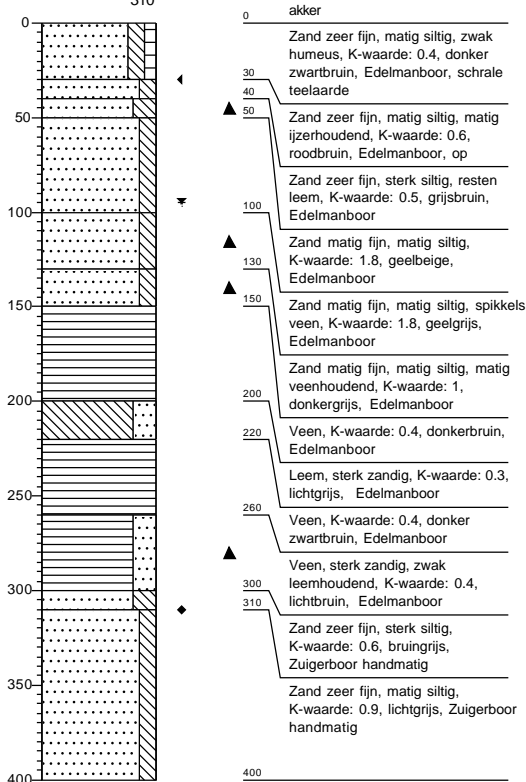 310
0
50
100
150
200
250
300
350
400
0
akker
Zand zeer fijn, matig siltig, zwak
humeus, K-waarde: 0.4, donker
zwartbruin, Edelmanboor, schrale
teelaarde
30
Zand zeer fijn, matig siltig, matig
ijzerhoudend, K-waarde: 0.6,
roodbruin, Edelmanboor, op
40
Zand zeer fijn, sterk siltig, resten
leem, K-waarde: 0.5, grijsbruin,
Edelmanboor
50
Zand matig fijn, matig siltig,
K-waarde: 1.8, geelbeige,
Edelmanboor
100
Zand matig fijn, matig siltig, spikkels
veen, K-waarde: 1.8, geelgrijs,
Edelmanboor
130
Zand matig fijn, matig siltig, matig
veenhoudend, K-waarde: 1,
donkergrijs, Edelmanboor
150
Veen, K-waarde: 0.4, donkerbruin,
Edelmanboor
200
Leem, sterk zandig, K-waarde: 0.3,
lichtgrijs, Edelmanboor
220
Veen, K-waarde: 0.4, donker
zwartbruin, Edelmanboor
260
Veen, sterk zandig, zwak
leemhoudend, K-waarde: 0.4,
lichtbruin, Edelmanboor
300
Zand zeer fijn, sterk siltig,
K-waarde: 0.6, bruingrijs,
Zuigerboor handmatig
310
Zand zeer fijn, matig siltig,
K-waarde: 0.9, lichtgrijs, Zuigerboor
handmatig
400